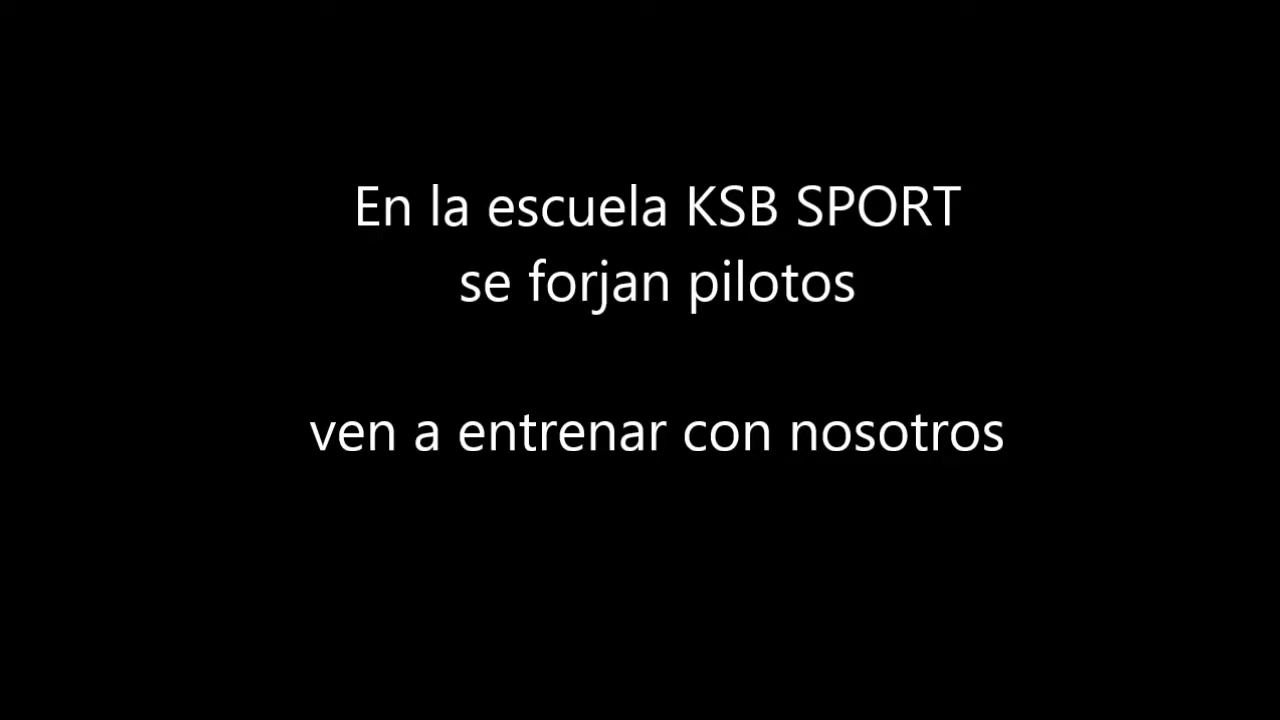 En la escuela KSB SPORT
se forjan pilotos
ven a entrenar con nosotros